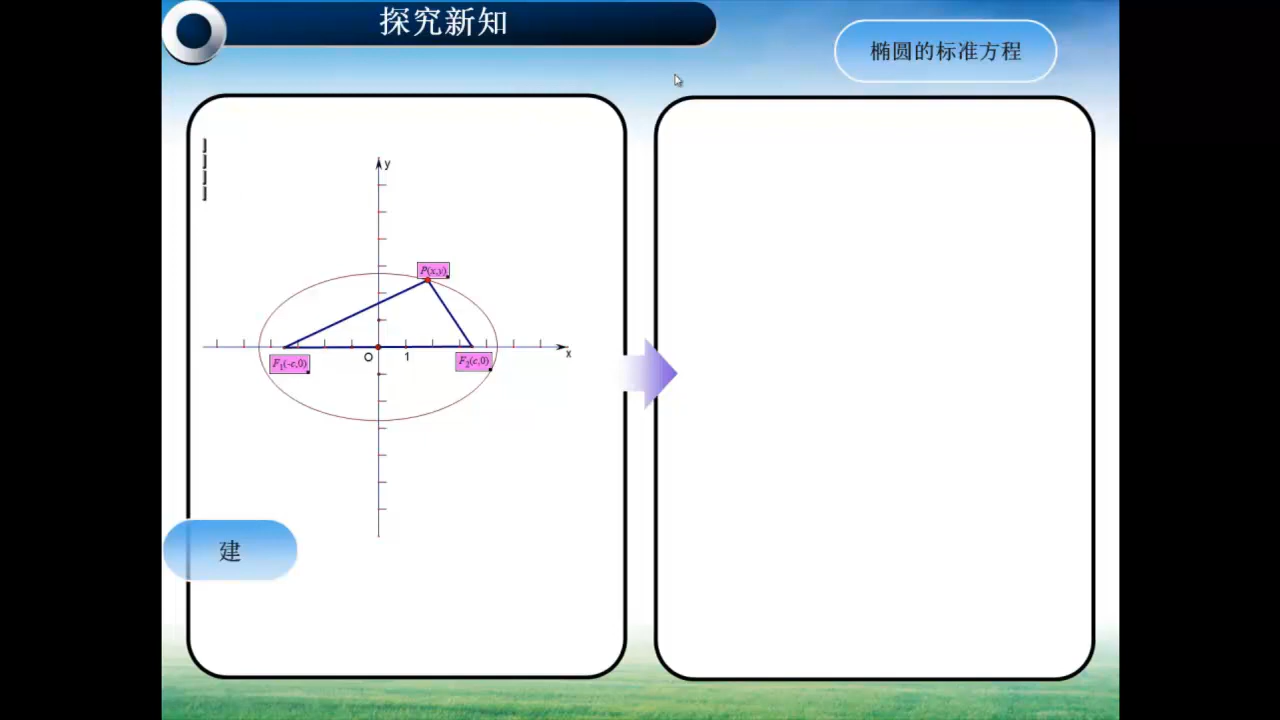 探究新知
椭圆的标准方程
]
]
]
]
y
P(x,y)
O
1
x
F₁(-c,0)
F₂(c,0)
建